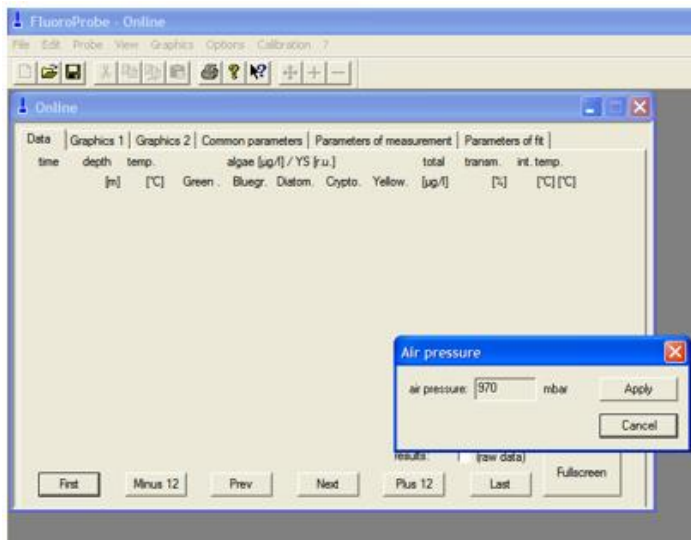 FluoroProbe - Online
File Edit Probe View Graphics Options Calibration ?
Online
Data Graphics 1 Graphics 2 Common parameters Parameters of measurement Parameters of fit
time depth temp. algae [µg/l] / YS [r.u.] total transm. int. temp.
[m] [°C] Green . Bluegr. Diatom. Crypto. Yellow. [µg/l] [%] [°C] [°C]
Air pressure
air pressure: 970 mbar Apply
Cancel
results: (raw data)
First Minus 12 Prev Next Plus 12 Last Fullscreen